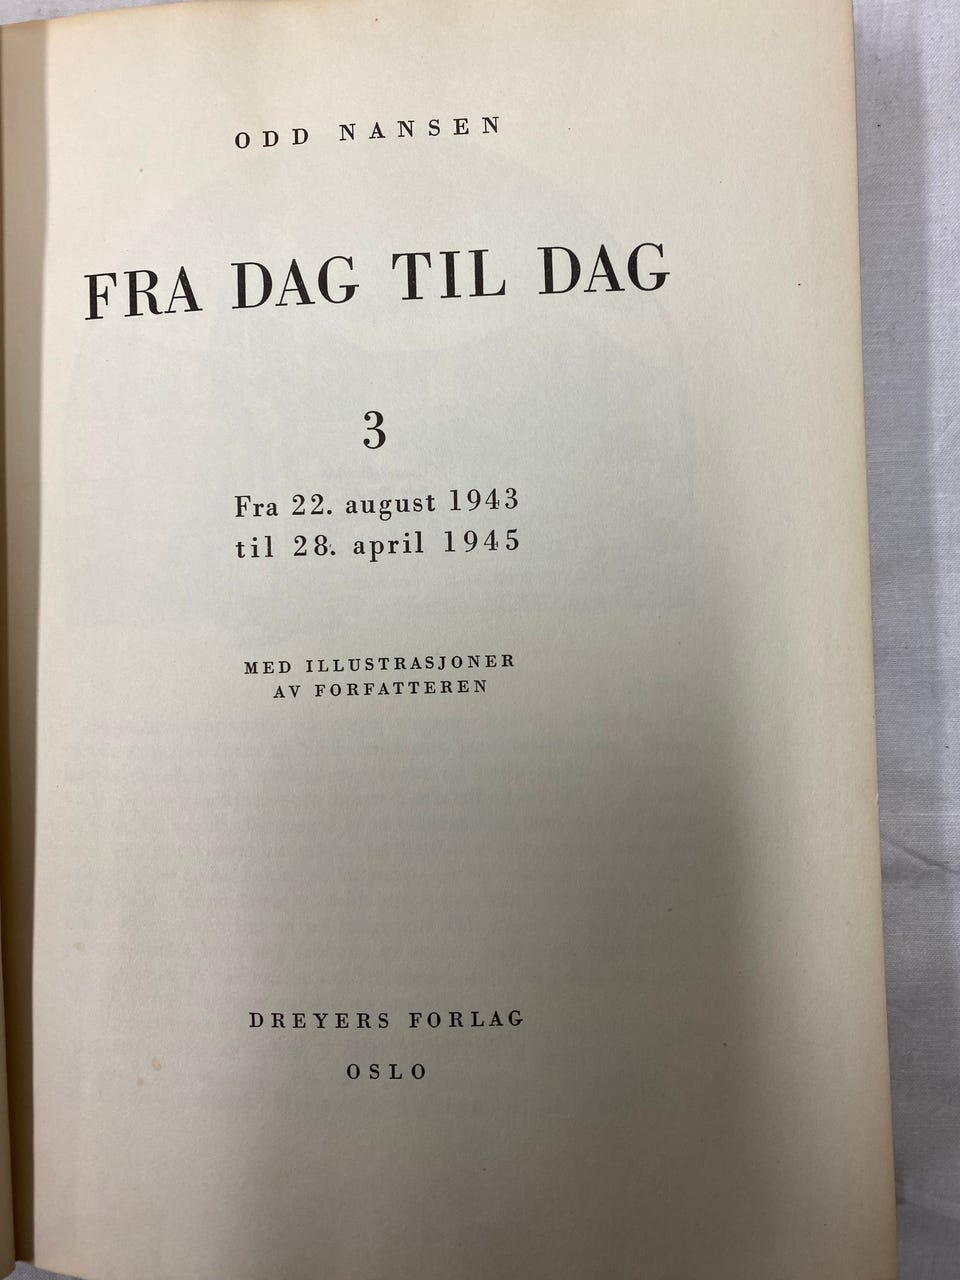 ODD NANSEN
FRA DAG TIL DAG
3
Fra 22. august 1943
til 28. april 1945
MED ILLUSTRASJONER
AV FORFATTEREN
DREYERS FORLAG
OSLO